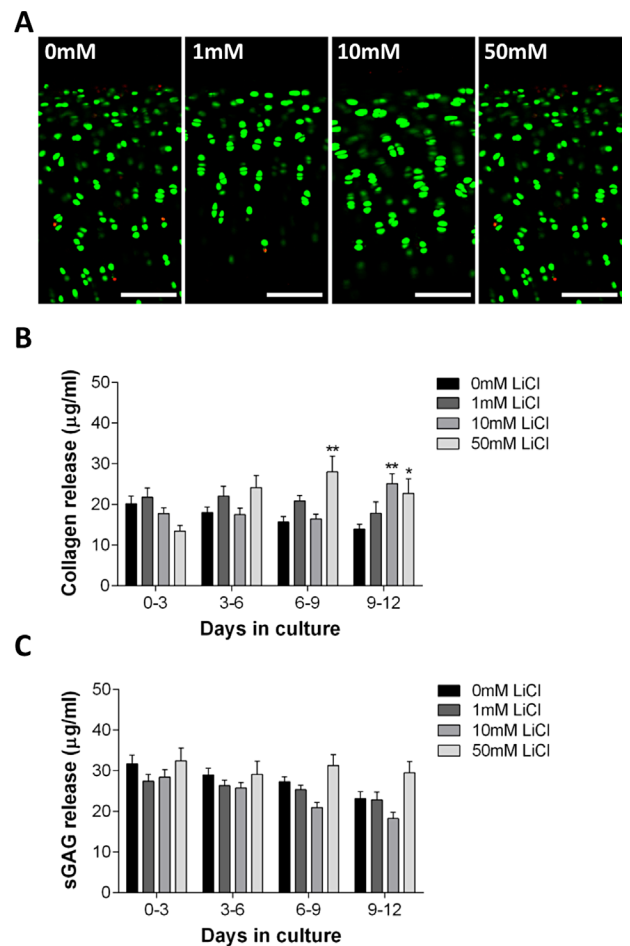 A
0mM 1mM 10mM 50mM
B
Collagen release (µg/ml)
50
40
30
20
10
0
** ** *
0-3 3-6 6-9 9-12
Days in culture
0mM LiCl
1mM LiCl
10mM LiCl
50mM LiCl
C
sGAG release (µg/ml)
50
40
30
20
10
0
0-3 3-6 6-9 9-12
Days in culture
0mM LiCl
1mM LiCl
10mM LiCl
50mM LiCl